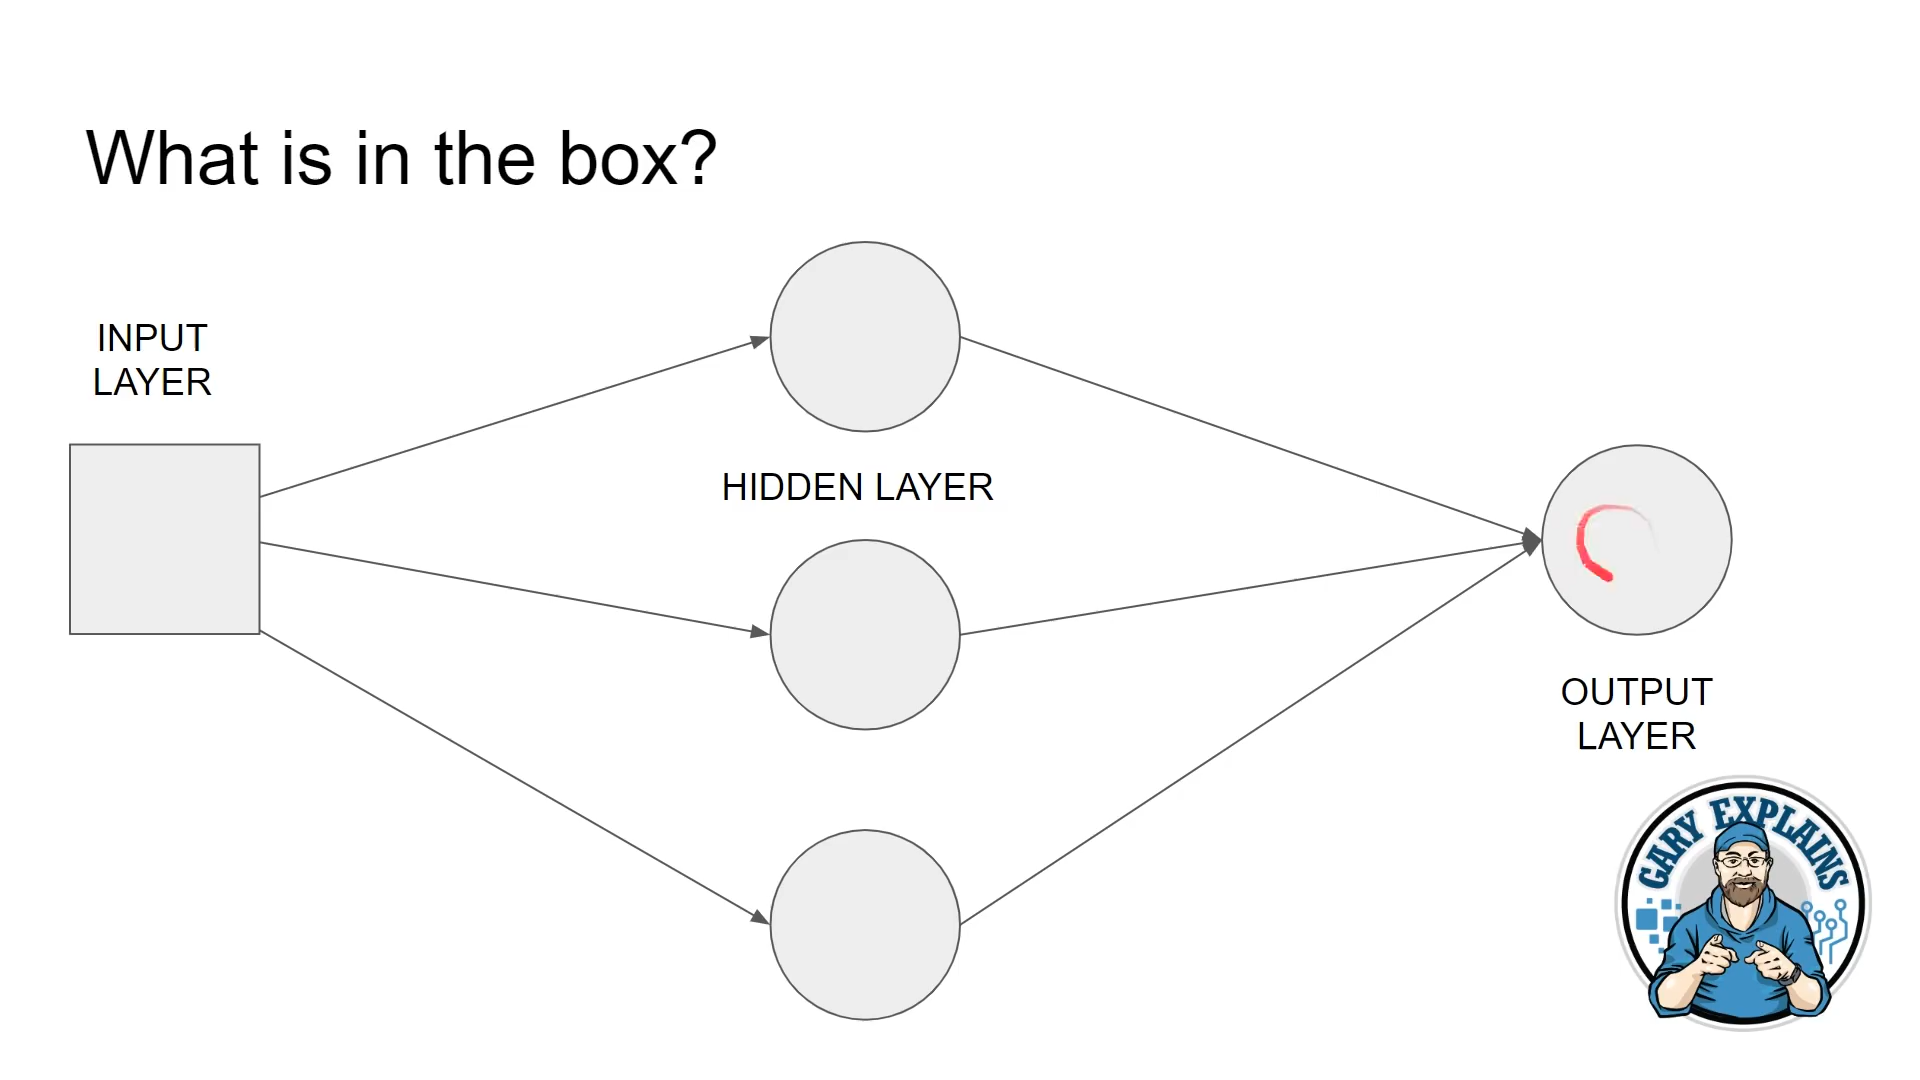 What is in the box?
INPUT
LAYER
HIDDEN LAYER
OUTPUT
LAYER
GARY EXPLAINS